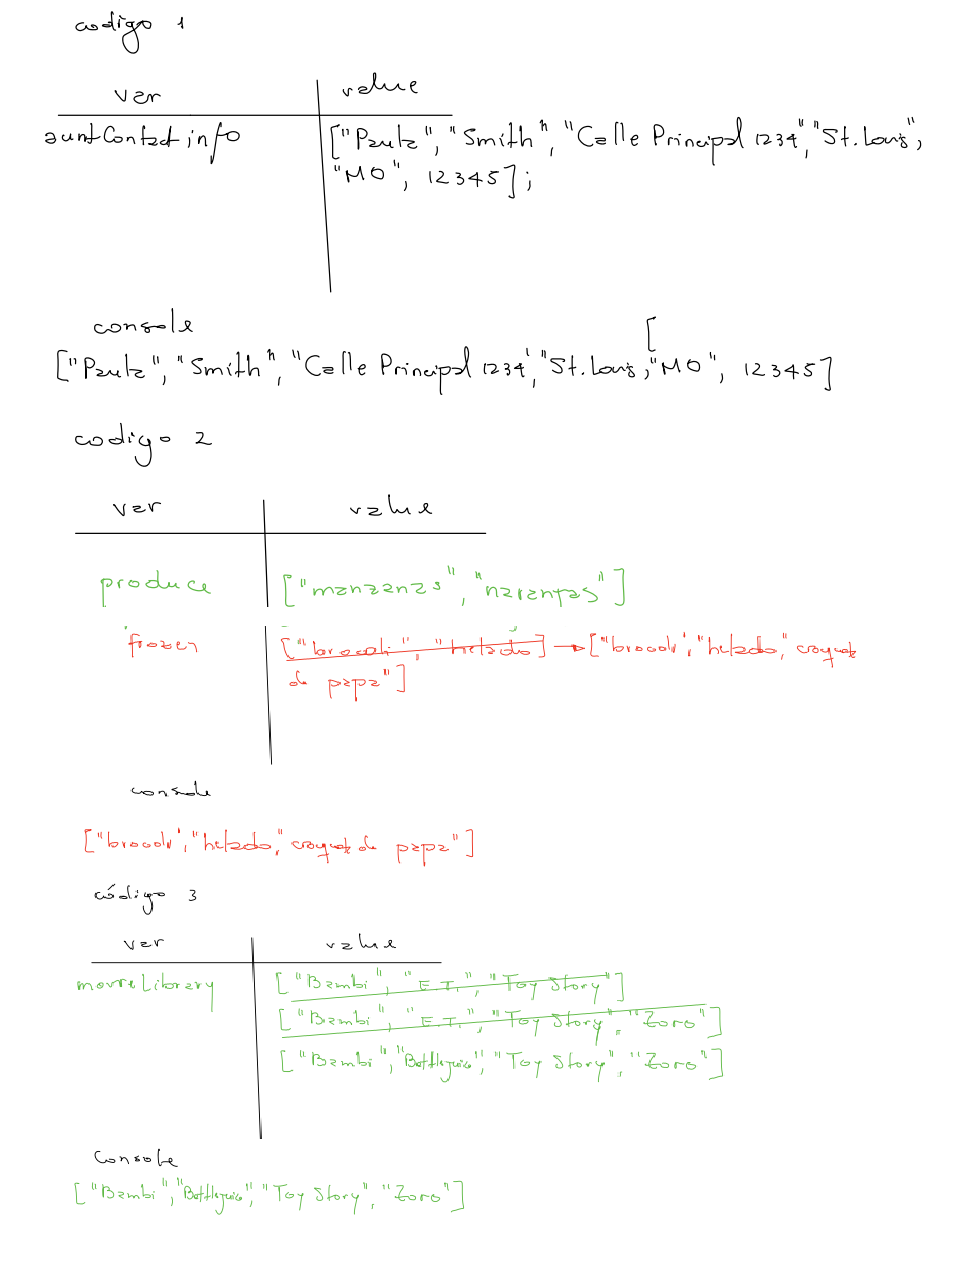 codigo 1
var value
auntContact info ["Paula", "Smith", "Calle Principal 1234", "St. Louis",
"MO", 12345];
console [
["Paula", "Smith", "Calle Principal 1234', "St. Louis, "MO", 12345]
codigo 2
var value
produce ["manzanas", "naranjas"]
frozen ["brocoli", "helado] → ["brocoli', "helado," croquetas
de papa"]
console
["brocoli', "helado," croquetas de papa"]
código 3
var value
movieLibrary ["Bambi", "E.T.", "Toy Story"]
["Bambi", "E.T.", "Toy Story", "Zoro"]
["Bambi", "Bettlejuice", "Toy Story", "Zoro"]
Console
["Bambi", "Bettlejuice", "Toy Story", "Zoro"]